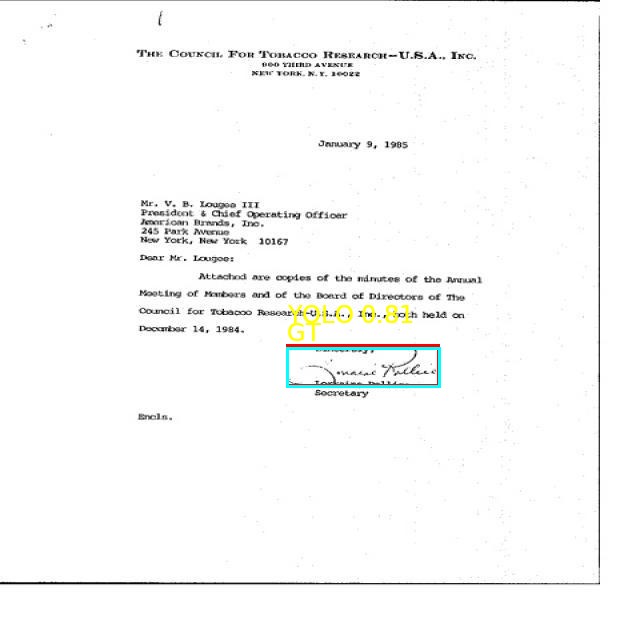 THE COUNCIL FOR TOBACCO RESEARCH-U.S.A., INC.
900 THIRD AVENUE
NEW YORK, N.Y. 10022
January 9, 1985
Mr. V. B. Lougee III
President & Chief Operating Officer
American Brands, Inc.
245 Park Avenue
New York, New York 10167
Dear Mr. Lougee:
Attached are copies of the minutes of the Annual
Meeting of Members and of the Board of Directors of The
Council for Tobacco Research-U.S.A., Inc., both held on
YOLO 0.81
GT
December 14, 1984.
Sincerely,
Lorraine Pollice
Secretary
Encls.